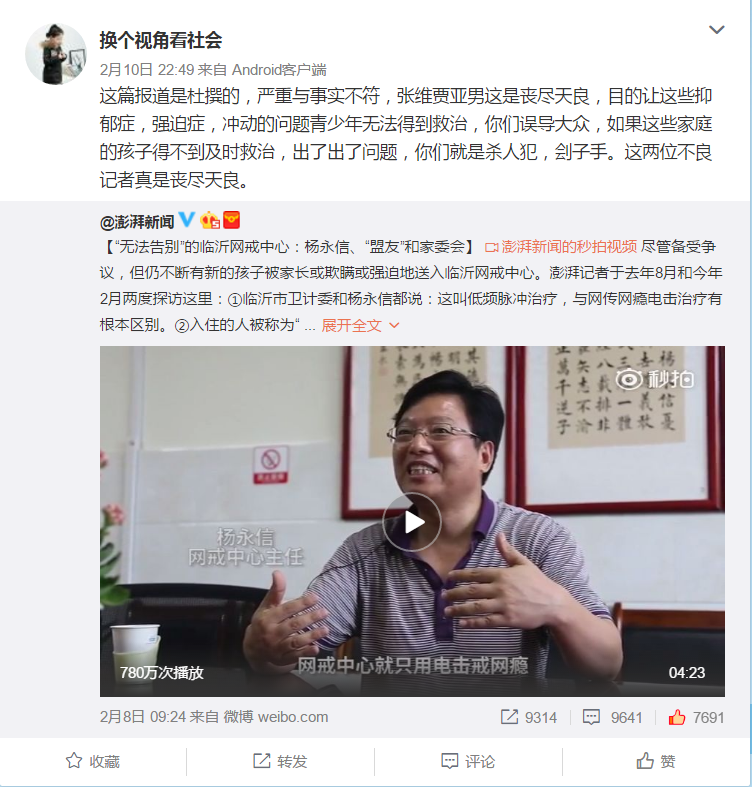 换个视角看社会
2月10日 22:49 来自 Android客户端
这篇报道是杜撰的，严重与事实不符，张维贾亚男这是丧尽天良，目的让这些抑
郁症，强迫症，冲动的问题青少年无法得到救治，你们误导大众，如果这些家庭
的孩子得不到及时救治，出了出了问题，你们就是杀人犯，刽子手。这两位不良
记者真是丧尽天良。
@澎湃新闻
【“无法告别”的临沂网戒中心：杨永信、“盟友”和家委会】 澎湃新闻的秒拍视频 尽管备受争
议，但仍不断有新的孩子被家长或欺瞒或强迫地送入临沂网戒中心。澎湃记者于去年8月和今年
2月两度探访这里：①临沂市卫计委和杨永信都说：这叫低频脉冲治疗，与网传网瘾电击治疗有
根本区别。②入住的人被称为“ ... 展开全文
秒拍
杨永信
网戒中心主任
网戒中心就只用电击戒网瘾
780万次播放
04:23
2月8日 09:24 来自 微博 weibo.com
9314
9641
7691
收藏
转发
评论
赞